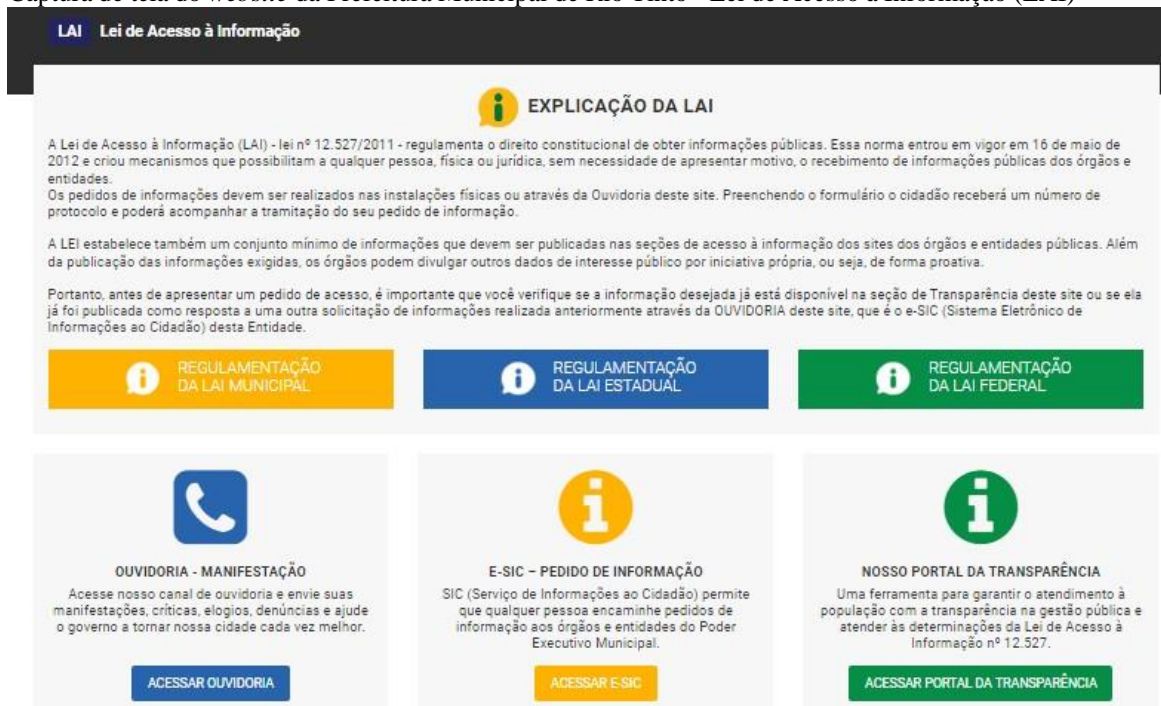 Captura de tela do website da Prefeitura Municipal de Rio Tinto - Lei de Acesso à Informação (LAI)
LAI Lei de Acesso à Informação
EXPLICAÇÃO DA LAI
A Lei de Acesso à Informação (LAI) - lei nº 12.527/2011 - regulamenta o direito constitucional de obter informações públicas. Essa norma entrou em vigor em 16 de maio de
2012 e criou mecanismos que possibilitam a qualquer pessoa, física ou jurídica, sem necessidade de apresentar motivo, o recebimento de informações públicas dos órgãos e
entidades.
Os pedidos de informações devem ser realizados nas instalações físicas ou através da Ouvidoria deste site. Preenchendo o formulário o cidadão receberá um número de
protocolo e poderá acompanhar a tramitação do seu pedido de informação.
A LEI estabelece também um conjunto mínimo de informações que devem ser publicadas nas seções de acesso à informação dos sites dos órgãos e entidades públicas. Além
da publicação das informações exigidas, os órgãos podem divulgar outros dados de interesse público por iniciativa própria, ou seja, de forma proativa.
Portanto, antes de apresentar um pedido de acesso, é importante que você verifique se a informação desejada já está disponível na seção de Transparência deste site ou se ela
já foi publicada como resposta a uma outra solicitação de informações realizada anteriormente através da OUVIDORIA deste site, que é o e-SIC (Sistema Eletrônico de
Informações ao Cidadão) desta Entidade.
REGULAMENTAÇÃO
DA LAI MUNICIPAL
REGULAMENTAÇÃO
DA LAI ESTADUAL
REGULAMENTAÇÃO
DA LAI FEDERAL
OUVIDORIA - MANIFESTAÇÃO
Acesse nosso canal de ouvidoria e envie suas
manifestações, críticas, elogios, denúncias e ajude
o governo a tornar nossa cidade cada vez melhor.
ACESSAR OUVIDORIA
E-SIC – PEDIDO DE INFORMAÇÃO
SIC (Serviço de Informações ao Cidadão) permite
que qualquer pessoa encaminhe pedidos de
informação aos órgãos e entidades do Poder
Executivo Municipal.
ACESSAR E-SIC
NOSSO PORTAL DA TRANSPARÊNCIA
Uma ferramenta para garantir o atendimento à
população com a transparência na gestão pública e
atender às determinações da Lei de Acesso à
Informação nº 12.527.
ACESSAR PORTAL DA TRANSPARÊNCIA